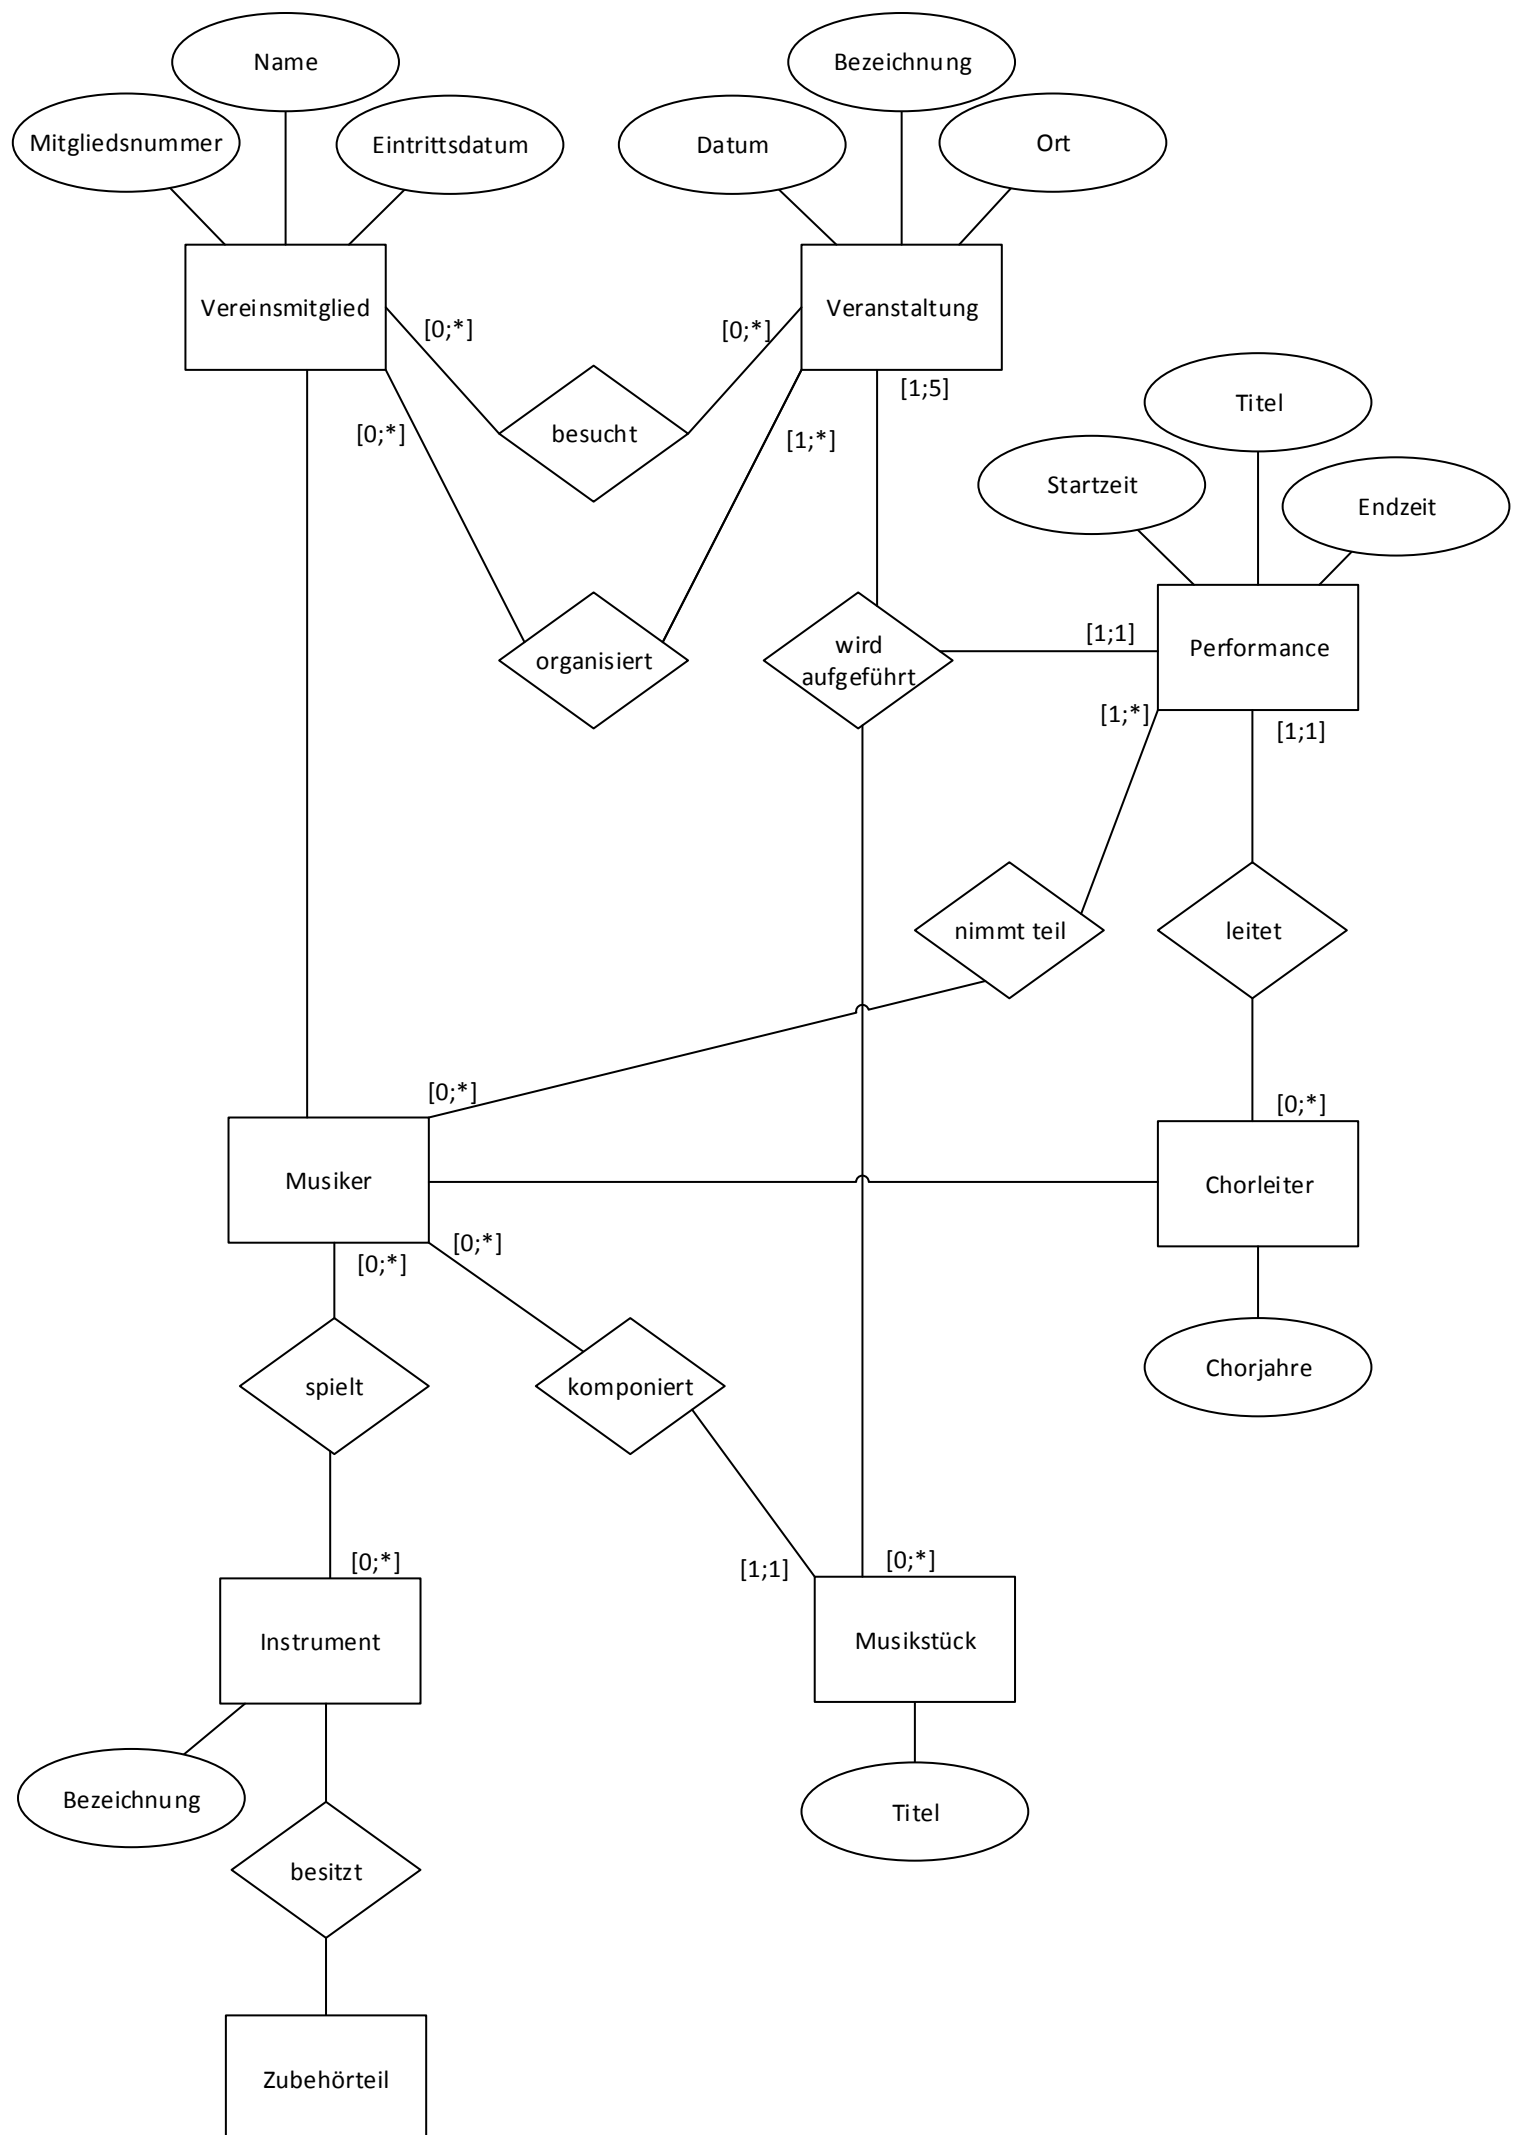 Name
Bezeichnung
Mitgliedsnummer
Eintrittsdatum
Datum
Ort
Vereinsmitglied
Veranstaltung
[0;*]
[0;*]
[1;5]
Titel
[0;*]
besucht
[1;*]
Startzeit
Endzeit
organisiert
wird
aufgeführt
[1;1]
Performance
[1;*]
[1;1]
nimmt teil
leitet
[0;*]
[0;*]
Musiker
Chorleiter
[0;*]
[0;*]
spielt
komponiert
Chorjahre
[0;*]
[1;1]
[0;*]
Instrument
Musikstück
Bezeichnung
Titel
besitzt
Zubehörteil